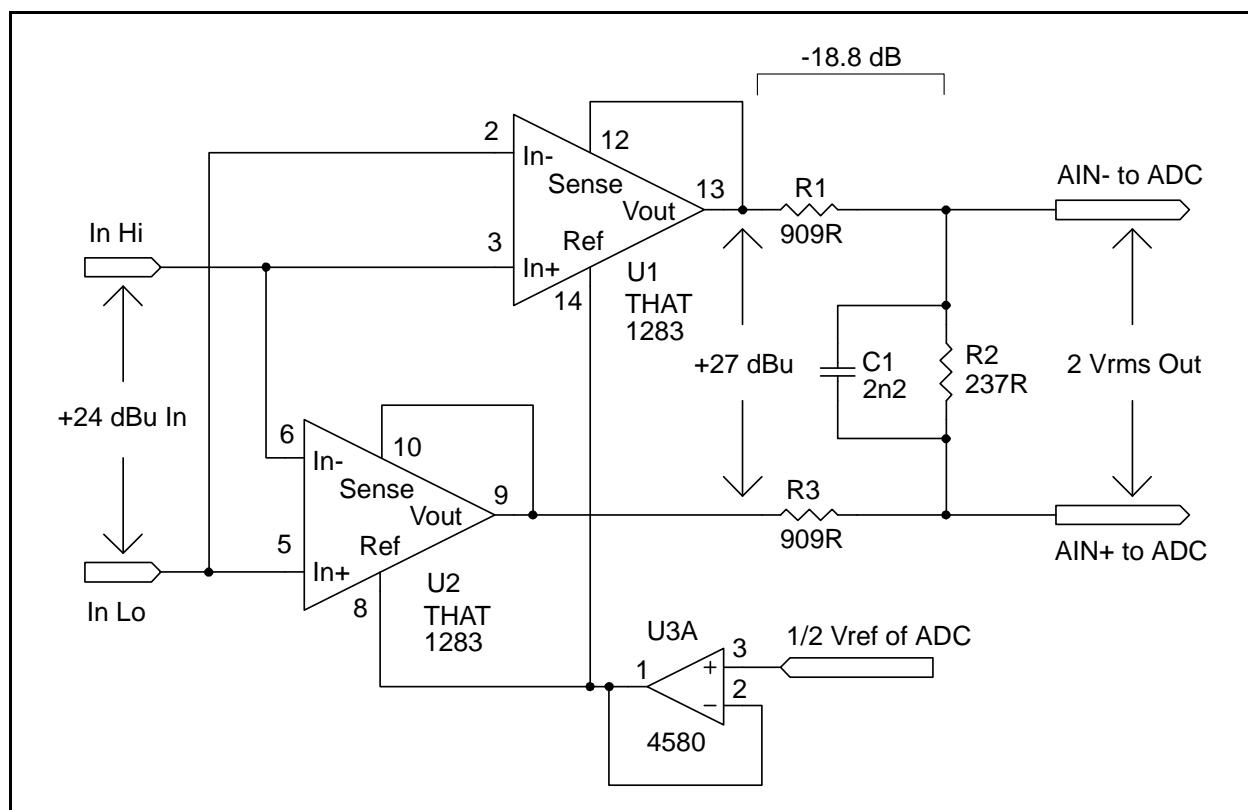 -18.8 dB
2
In-
12
Sense
13
Vout
R1
909R
AIN- to ADC
In Hi
3
In+
Ref
14
U1
THAT
1283
+24 dBu In
+27 dBu
C1
2n2
R2
237R
2 Vrms Out
6
In-
10
Sense
9
Vout
R3
909R
5
In+
Ref
8
U2
THAT
1283
AIN+ to ADC
In Lo
U3A
1/2 Vref of ADC
1
+
3
−
2
4580